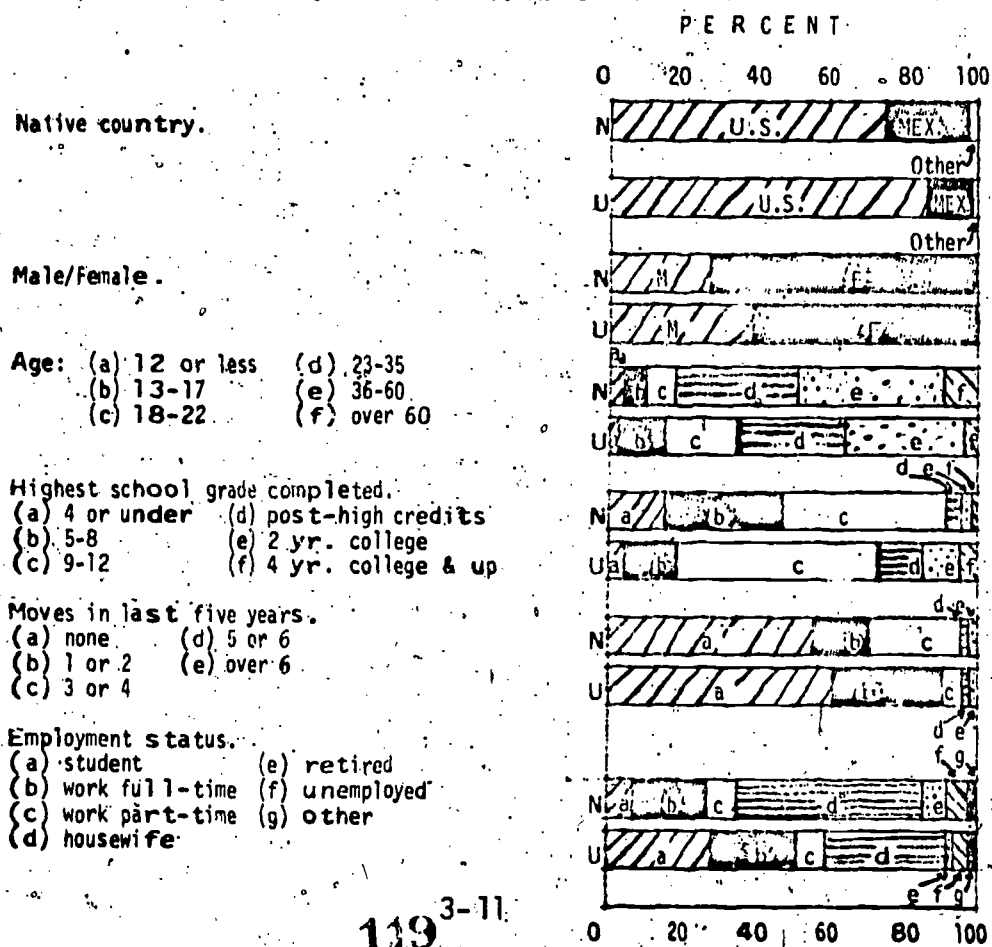 PERCENT
0 20 40 60 80 100
Native country.
N U.S. MEX
Other
U U.S. MEX
Other
Male/Female.
N M F
U M F
Age: (a) 12 or less (d) 23-35
(b) 13-17 (e) 36-60
(c) 18-22 (f) over 60
a
N b c d e f
U b c d e f
Highest school grade completed.
(a) 4 or under (d) post-high credits
(b) 5-8 (e) 2 yr. college
(c) 9-12 (f) 4 yr. college & up
d e f
N a b c
U a b c d e f
Moves in last five years.
(a) none (d) 5 or 6
(b) 1 or 2 (e) over 6
(c) 3 or 4
d e
N a b c
U a b c
d e
Employment status.
(a) student (e) retired
(b) work full-time (f) unemployed
(c) work part-time (g) other
(d) housewife
f g
N a b c d e
U a b c d
e f g
3-11
119
0 20 40 60 80 100